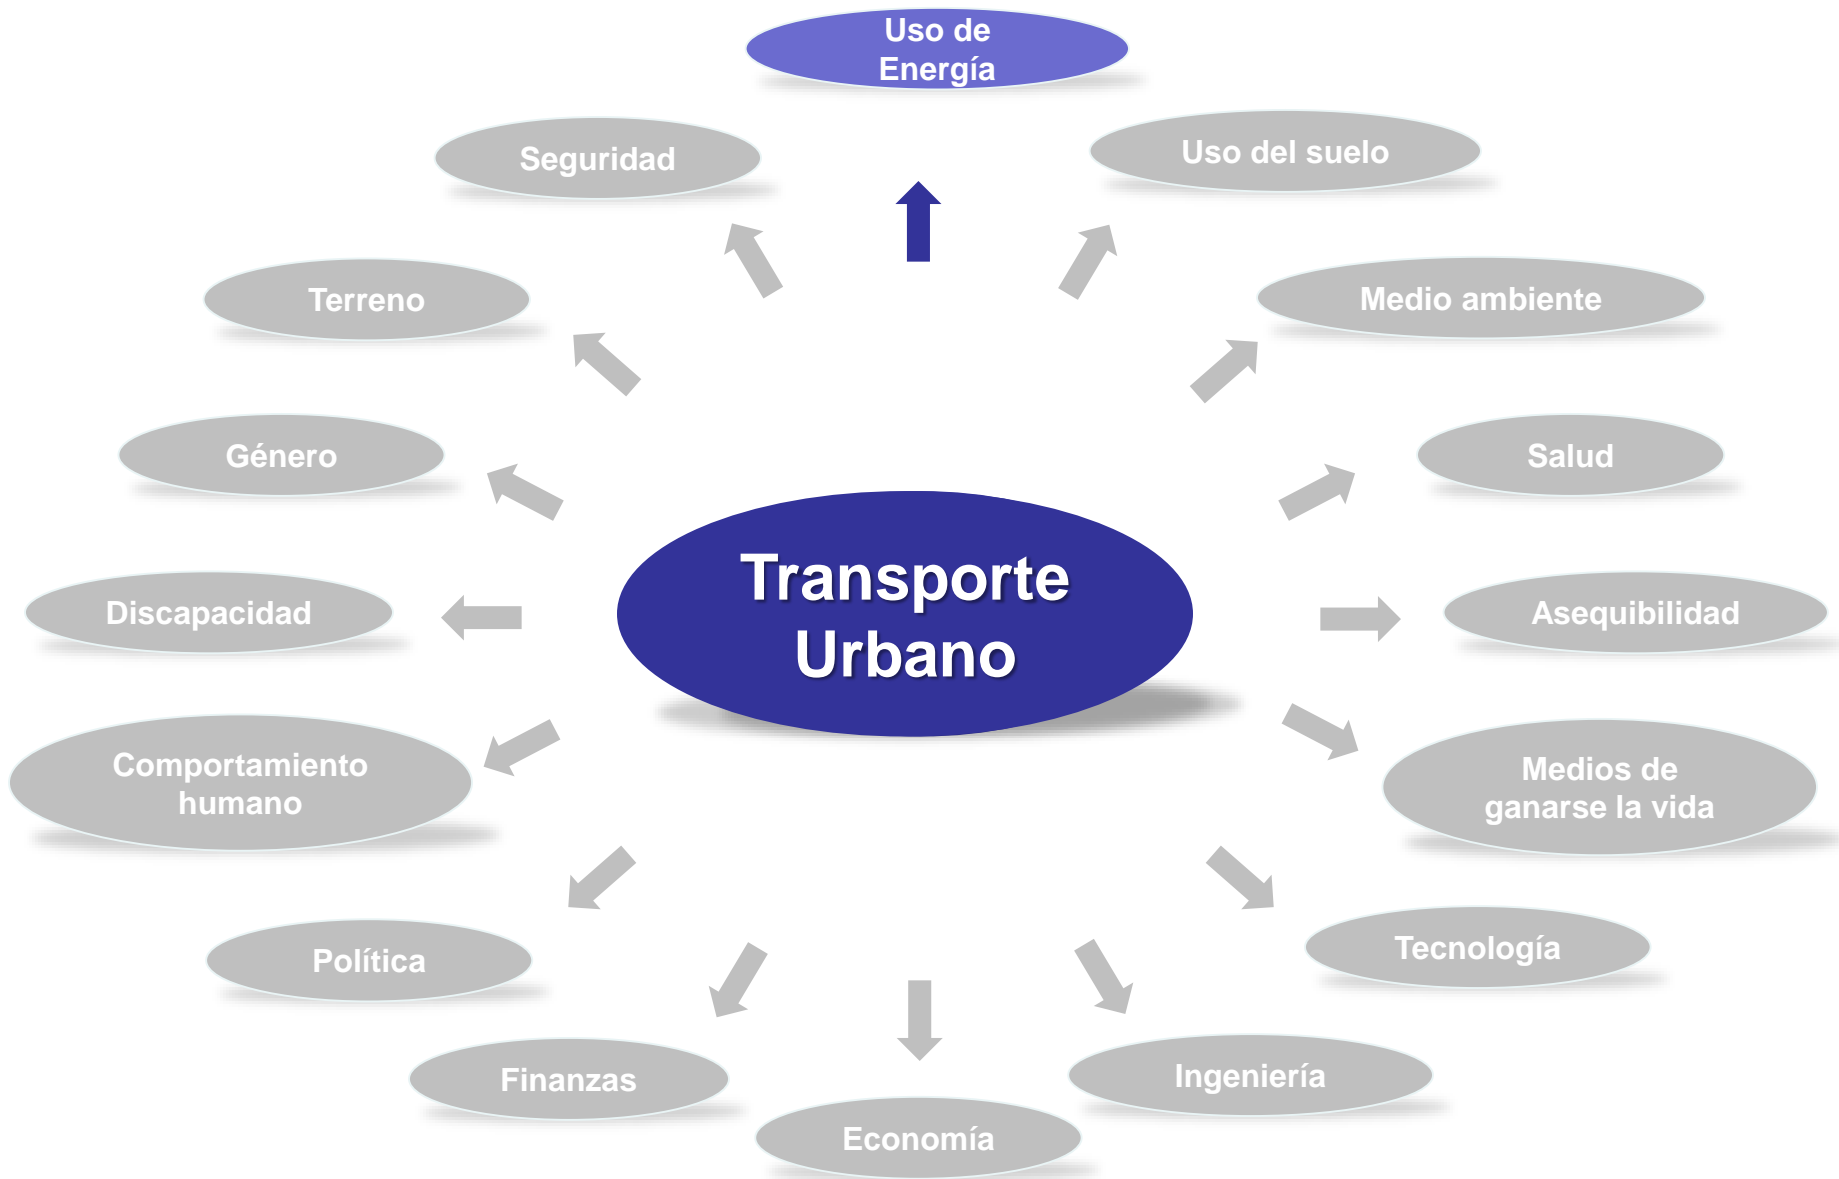 Uso de
Energía
Seguridad
Uso del suelo
Terreno
Medio ambiente
Género
Salud
Transporte
Urbano
Discapacidad
Asequibilidad
Comportamiento
humano
Medios de
ganarse la vida
Política
Tecnología
Finanzas
Ingeniería
Economía